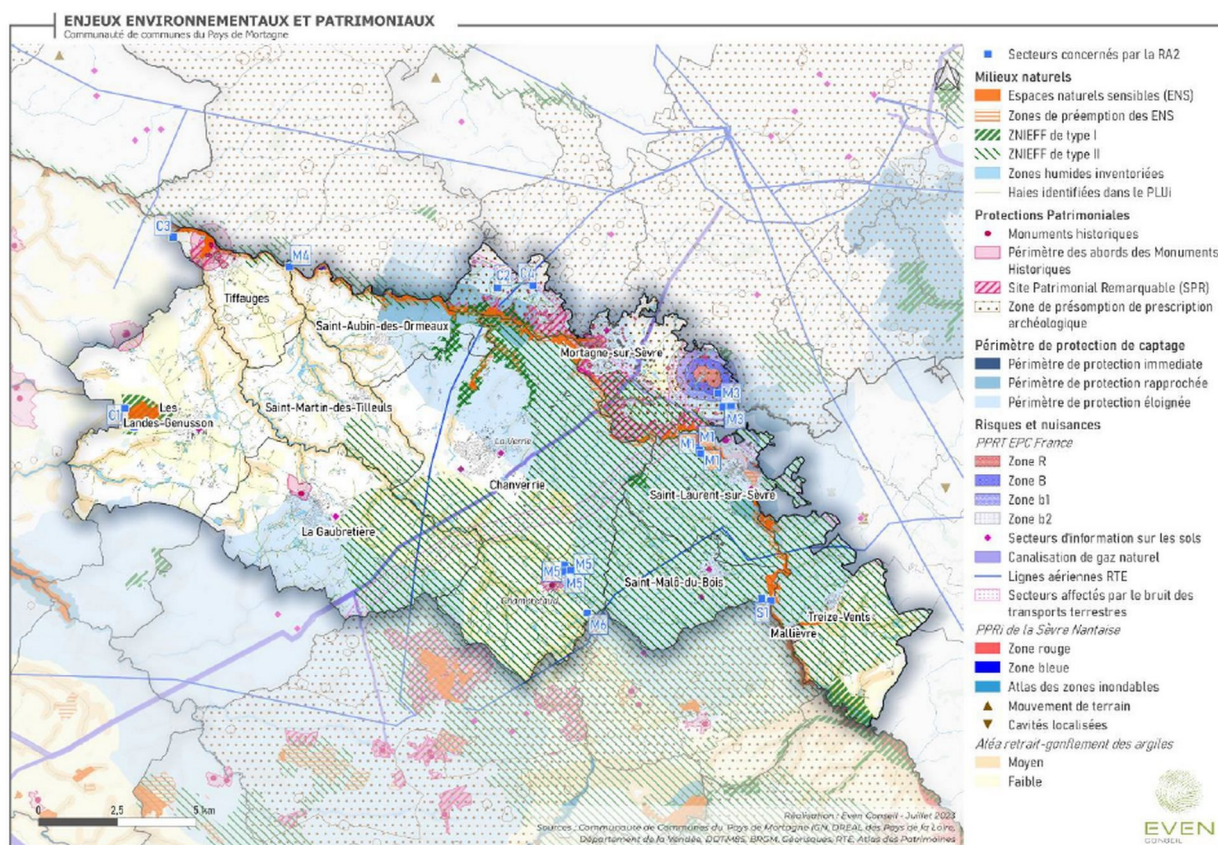 ENJEUX ENVIRONNEMENTAUX ET PATRIMONIAUX
Communauté de communes du Pays de Mortagne
Secteurs concernés par la RA2
Milieux naturels
Espaces naturels sensibles (ENS)
Zones de préemption des ENS
ZNIEFF de type I
ZNIEFF de type II
Zones humides inventoriées
Haies identifiées dans le PLUi
Protections Patrimoniales
Monuments historiques
Périmètre des abords des Monuments
Historiques
Site Patrimonial Remarquable (SPR)
Zone de présomption de prescription
archéologique
Périmètre de protection de captage
Périmètre de protection immediate
Périmètre de protection rapprochée
Périmètre de protection éloignée
Risques et nuisances
PPRT EPC France
Zone R
Zone B
Zone b1
Zone b2
Secteurs d'information sur les sols
Canalisation de gaz naturel
Lignes aériennes RTE
Secteurs affectés par le bruit des
transports terrestres
PPRi de la Sèvre Nantaise
Zone rouge
Zone bleue
Atlas des zones inondables
Mouvement de terrain
Cavités localisées
Aléa retrait-gonflement des argiles
Moyen
Faible
C3
M4
C2
Tiffauges
Saint-Aubin-des-Ormeaux
Mortagne-sur-Sèvre
M3
M3
C1
Les
Landes-Genusson
Saint-Martin-des-Tilleuls
La Verrie
M1
M1
M1
Chanverrie
Saint-Laurent-sur-Sèvre
La Gaubretière
M5
M5
M5
Chambretaud
Saint-Malô-du-Bois
M6
S1
Treize-Vents
Mallièvre
0
2,5
5 km
Réalisation : Even Conseil - Juillet 2023
Sources : Communauté de Communes du Pays de Mortagne IGN, DREAL des Pays de la Loire,
Département de la Vendée, DDTM85, BRGM, Géorisques, RTE, Atlas des Patrimoines
EVEN
CONSEIL